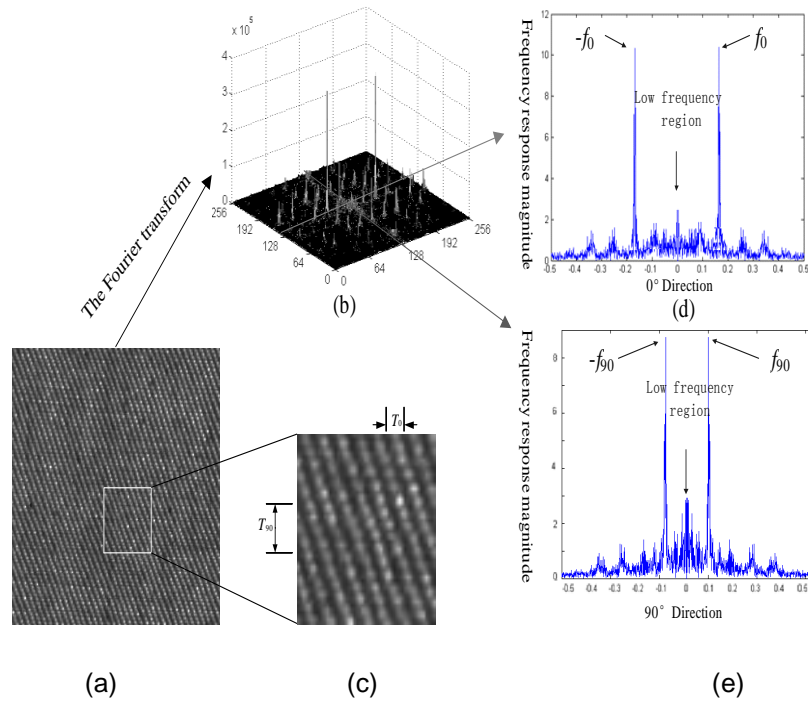 × 10^5
4
3
2
1
0
256
192
128
64
0
0
64
128
192
256
(b)
The Fourier transform
Frequency response magnitude
12
10
8
6
4
2
0
-f0
f0
Low frequency
region
-0.5 -0.4 -0.3 -0.2 -0.1 0 0.1 0.2 0.3 0.4 0.5
0° Direction
(d)
Frequency response magnitude
8
6
5
4
3
2
1
0
-f90
f90
Low frequency
region
-0.5 -0.4 -0.3 -0.2 -0.1 0 0.1 0.2 0.3 0.4 0.5
90° Direction
T0
T90
(a)
(c)
(e)